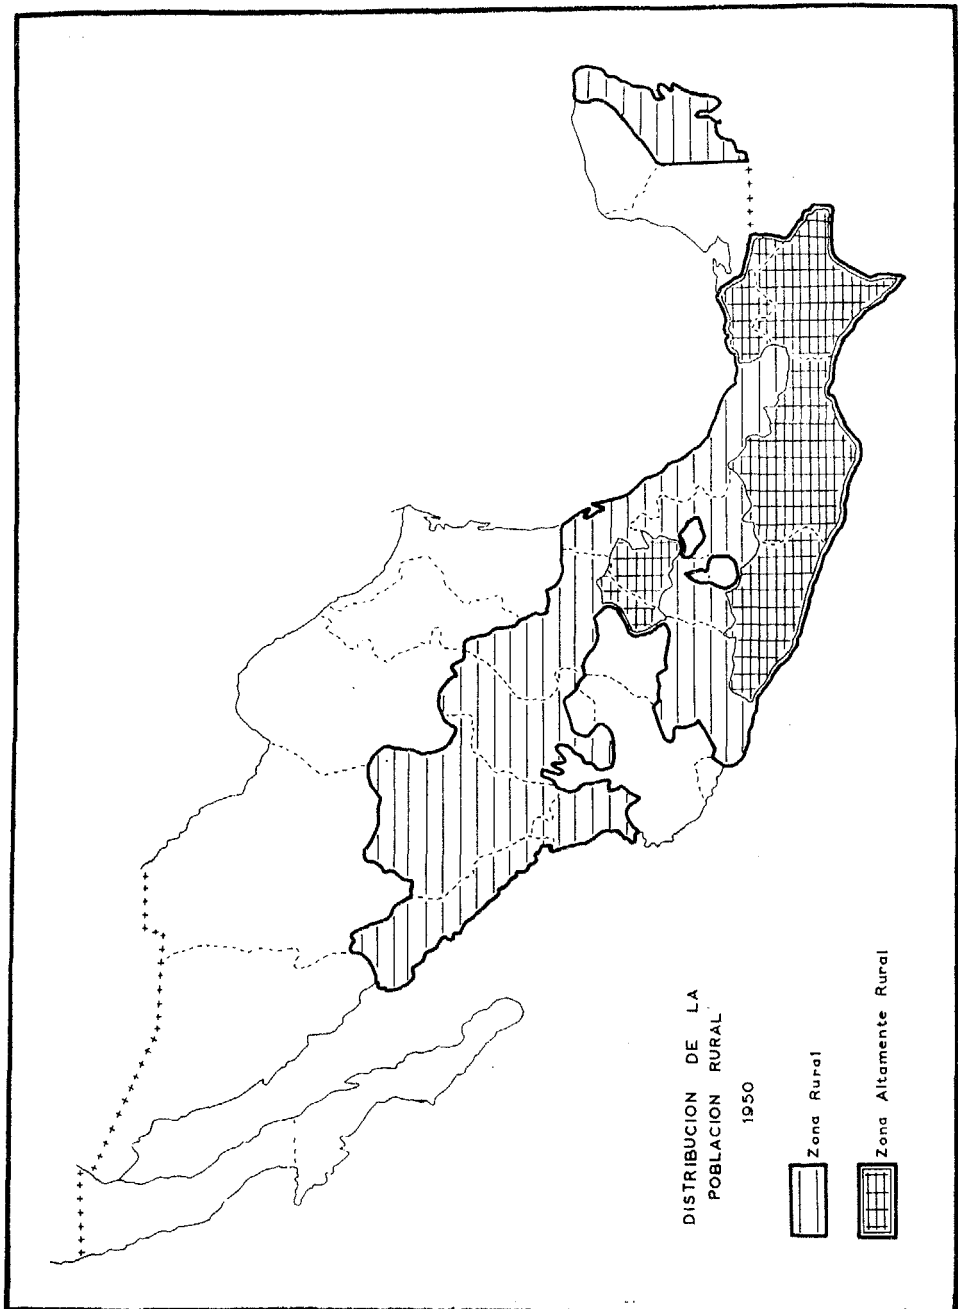 DISTRIBUCION DE LA
POBLACION RURAL
1950
Zona Rural
Zona Altamente Rural